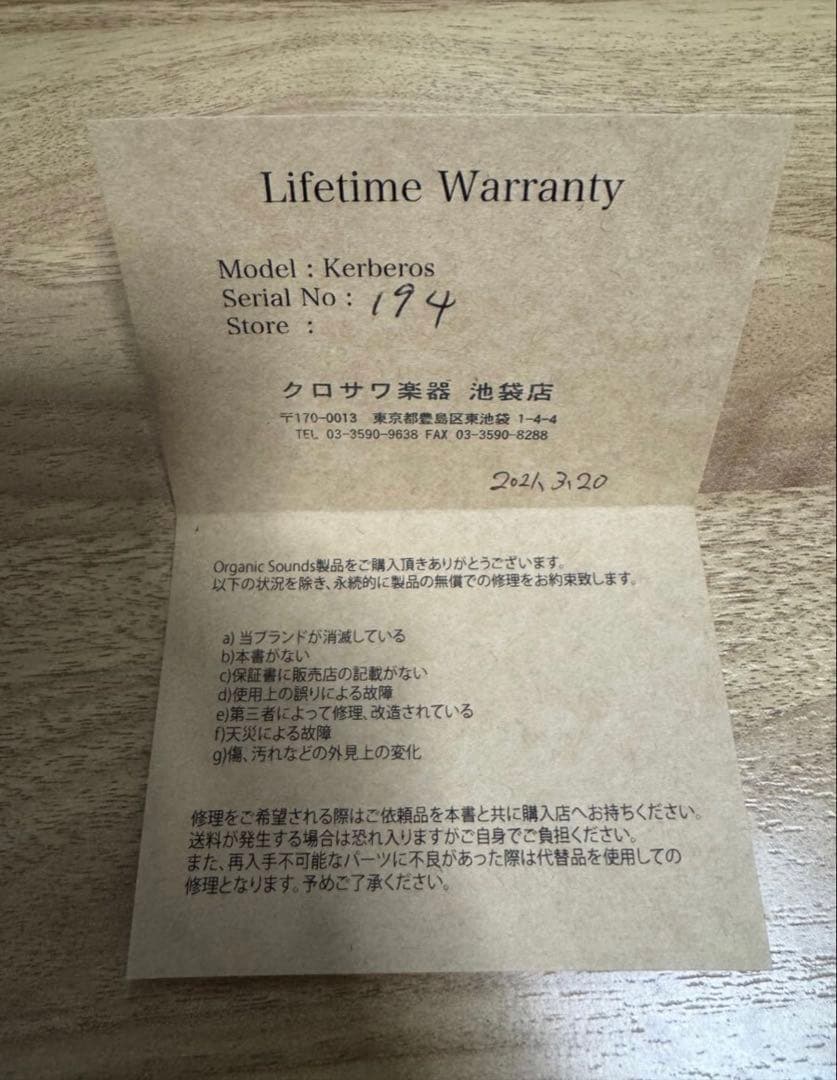 Lifetime Warranty
Model : Kerberos
Serial No : 194
Store :
クロサワ楽器 池袋店
〒170-0013 東京都豊島区東池袋 1-4-4
TEL 03-3590-9638 FAX 03-3590-8288
2021, 3, 20
Organic Sounds製品をご購入頂きありがとうございます。
以下の状況を除き、永続的に製品の無償での修理をお約束致します。
a) 当ブランドが消滅している
b)本書がない
c)保証書に販売店の記載がない
d)使用上の誤りによる故障
e)第三者によって修理、改造されている
f)天災による故障
g)傷、汚れなどの外見上の変化
修理をご希望される際はご依頼品を本書と共に購入店へお持ちください。
送料が発生する場合は恐れ入りますがご自身でご負担ください。
また、再入手不可能なパーツに不良があった際は代替品を使用しての
修理となります。予めご了承ください。